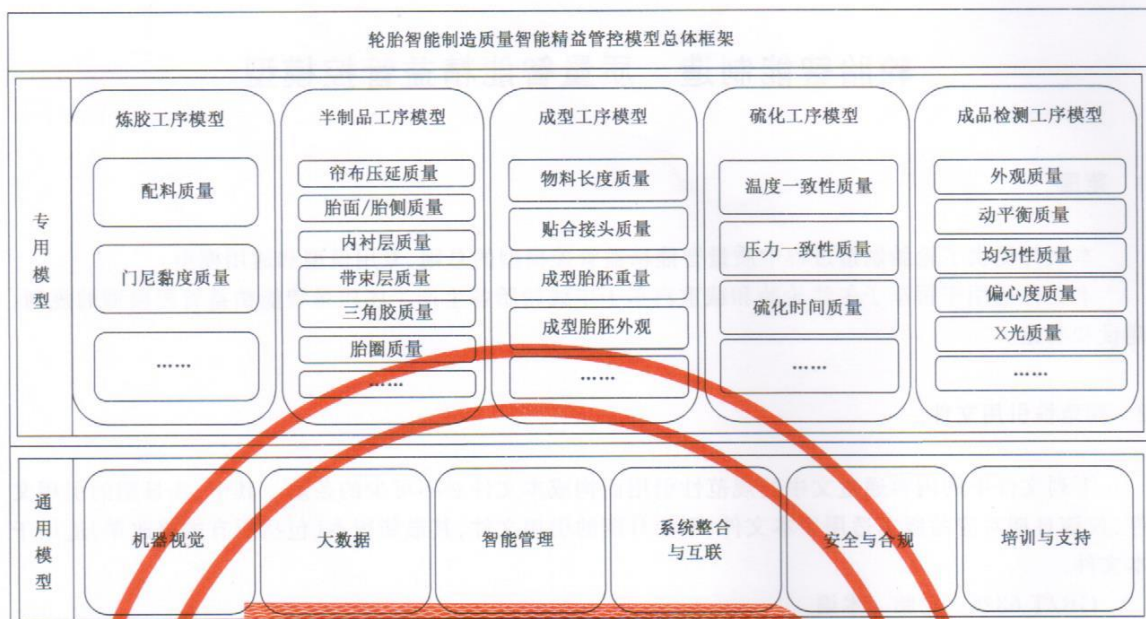 轮胎智能制造质量智能精益管控模型总体框架
专用模型
炼胶工序模型
配料质量
门尼黏度质量
……
半制品工序模型
帘布压延质量
胎面/胎侧质量
内衬层质量
带束层质量
三角胶质量
胎圈质量
……
成型工序模型
物料长度质量
贴合接头质量
成型胎胚重量
成型胎胚外观
……
硫化工序模型
温度一致性质量
压力一致性质量
硫化时间质量
……
成品检测工序模型
外观质量
动平衡质量
均匀性质量
偏心度质量
X光质量
……
通用模型
机器视觉
大数据
智能管理
系统整合
与互联
安全与合规
培训与支持